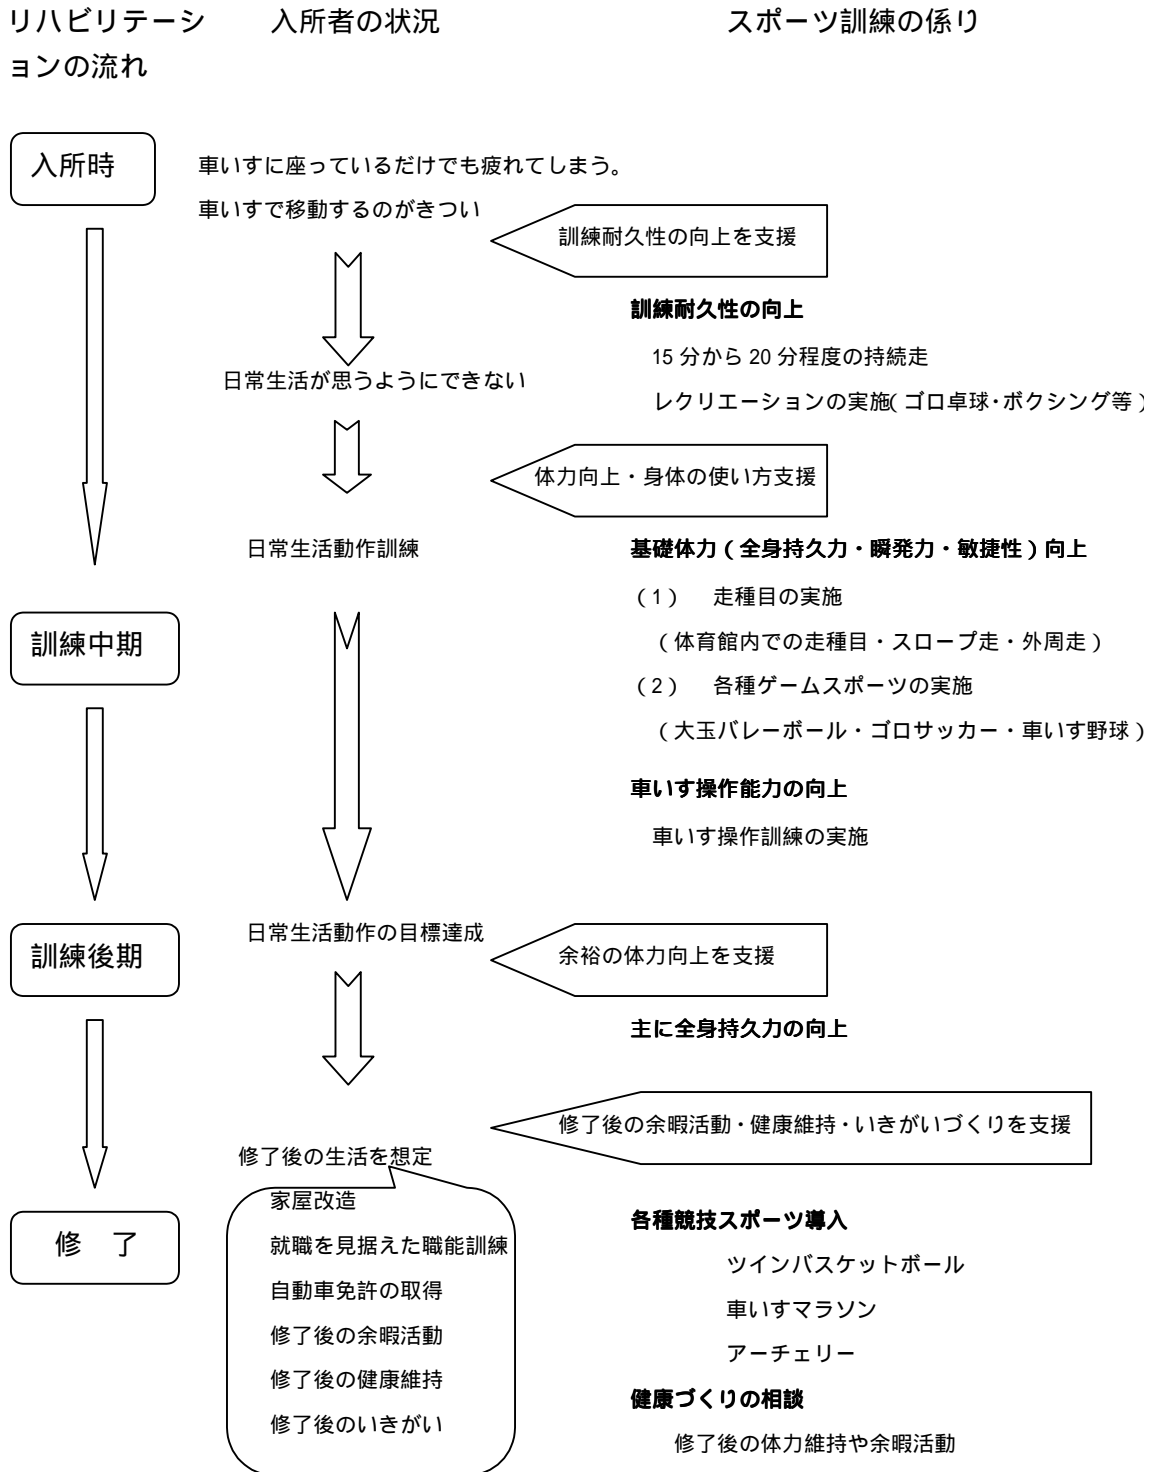 リハビリテーシ
ョンの流れ
入所者の状況
スポーツ訓練の係り
入所時
車いすに座っているだけでも疲れてしまう。
車いすで移動するのがきつい
訓練耐久性の向上を支援
訓練耐久性の向上
15 分から 20 分程度の持続走
レクリエーションの実施(ゴロ卓球・ボクシング等)
日常生活が思うようにできない
体力向上・身体の使い方支援
日常生活動作訓練
基礎体力(全身持久力・瞬発力・敏捷性)向上
(1) 走種目の実施
(体育館内での走種目・スロープ走・外周走)
(2) 各種ゲームスポーツの実施
(大玉バレーボール・ゴロサッカー・車いす野球)
訓練中期
車いす操作能力の向上
車いす操作訓練の実施
訓練後期
日常生活動作の目標達成
余裕の体力向上を支援
主に全身持久力の向上
修了後の余暇活動・健康維持・いきがいづくりを支援
修了後の生活を想定
家屋改造
就職を見据えた職能訓練
自動車免許の取得
修了後の余暇活動
修了後の健康維持
修了後のいきがい
修 了
各種競技スポーツ導入
ツインバスケットボール
車いすマラソン
アーチェリー
健康づくりの相談
修了後の体力維持や余暇活動